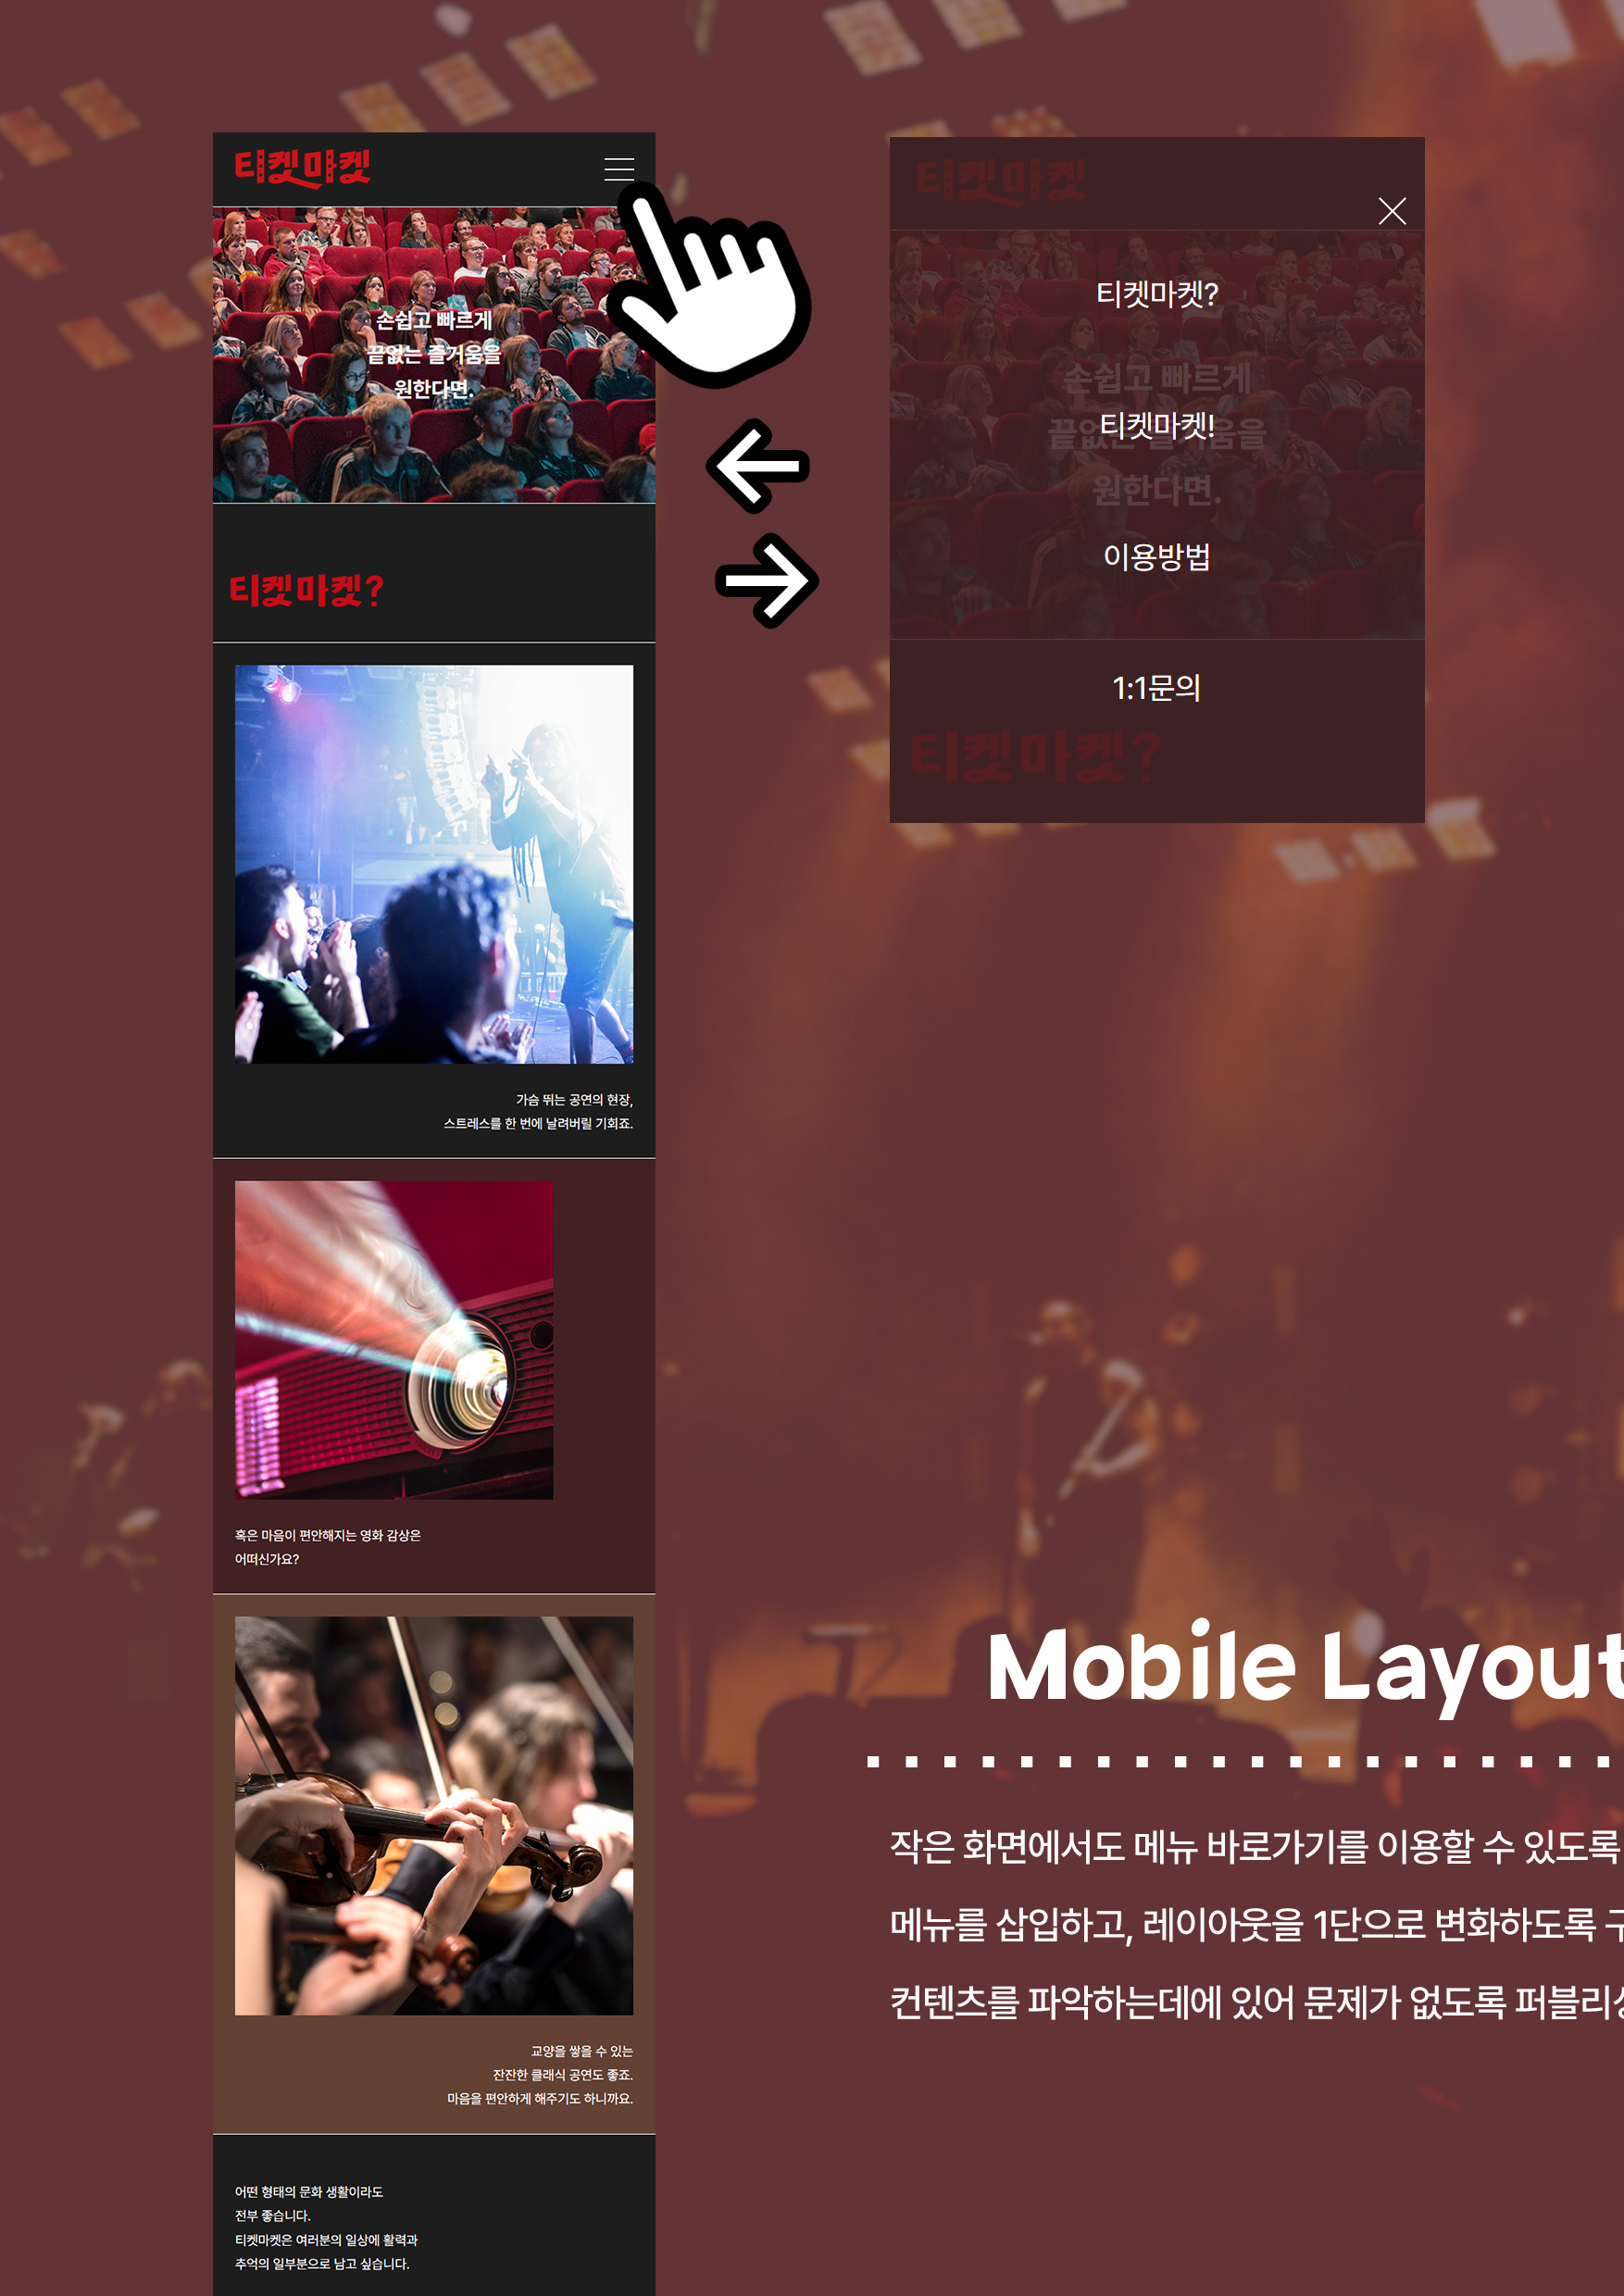 티켓마켓
손쉽고 빠르게
끝없는 즐거움을
원한다면.
티켓마켓?
가슴 뛰는 공연의 현장,
스트레스를 한 번에 날려버릴 기회죠.
혹은 마음이 편안해지는 영화 감상은
어떠신가요?
교양을 쌓을 수 있는
잔잔한 클래식 공연도 좋죠.
마음을 편안하게 해주기도 하니까요.
어떤 형태의 문화 생활이라도
전부 좋습니다.
티켓마켓은 여러분의 일상에 활력과
추억의 일부분으로 남고 싶습니다.
티켓마켓
티켓마켓?
손쉽고 빠르게
티켓마켓!
원한다면.
이용방법
1:1문의
티켓마켓?
Mobile Layout
작은 화면에서도 메뉴 바로가기를 이용할 수 있도록
메뉴를 삽입하고, 레이아웃을 1단으로 변화하도록
컨텐츠를 파악하는데에 있어 문제가 없도록